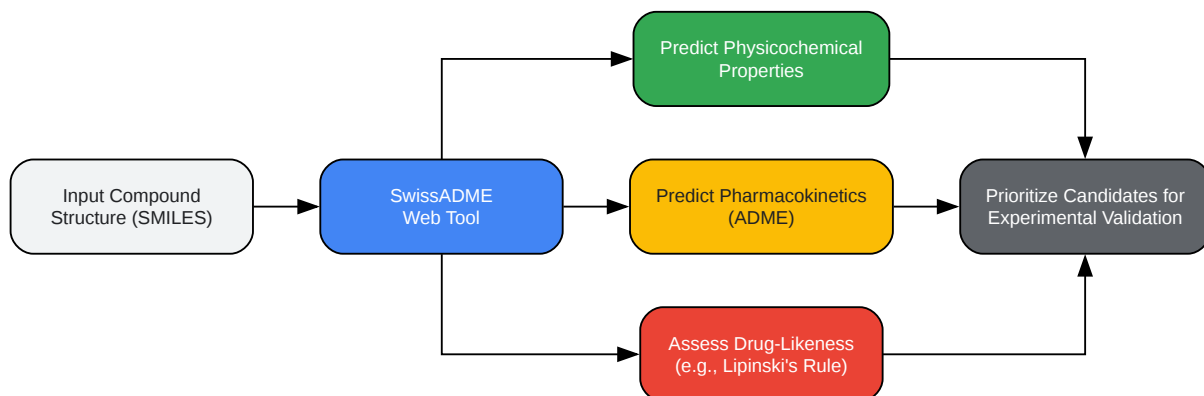 Predict Physicochemical
Properties
Input Compound
Structure (SMILES)
SwissADME
Web Tool
Predict Pharmacokinetics
(ADME)
Prioritize Candidates for
Experimental Validation
Assess Drug-Likeness
(e.g., Lipinski's Rule)